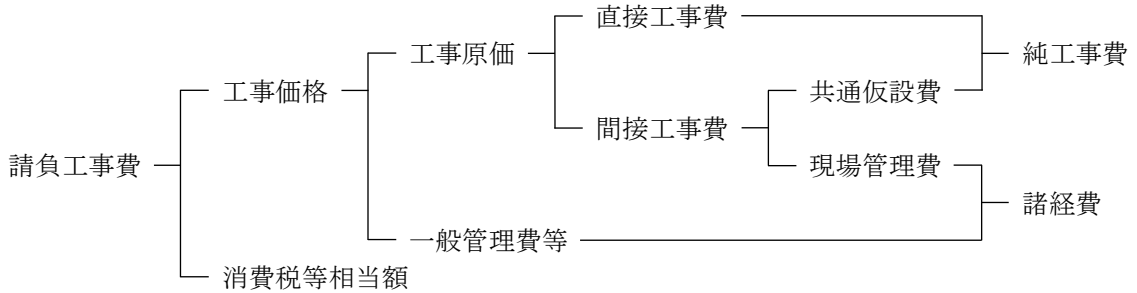 直接工事費
工事原価
純工事費
工事価格
共通仮設費
間接工事費
請負工事費
現場管理費
諸経費
一般管理費等
消費税等相当額